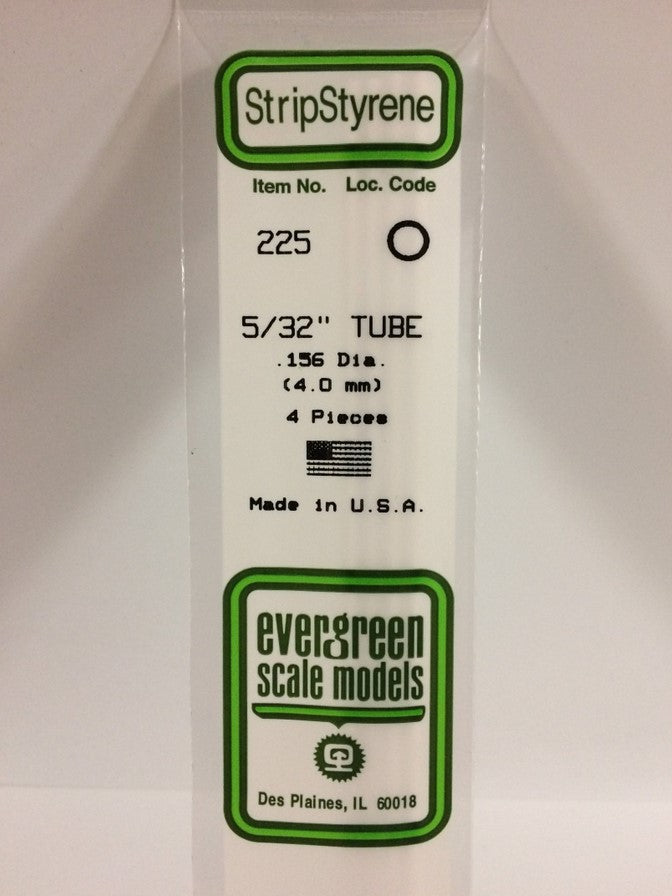 StripStyrene
Item No. Loc. Code
225
5/32" TUBE
.156 Dia.
(4.0 mm)
4 Pieces
Made in U.S.A.
evergreen
scale models
Des Plaines, IL 60018